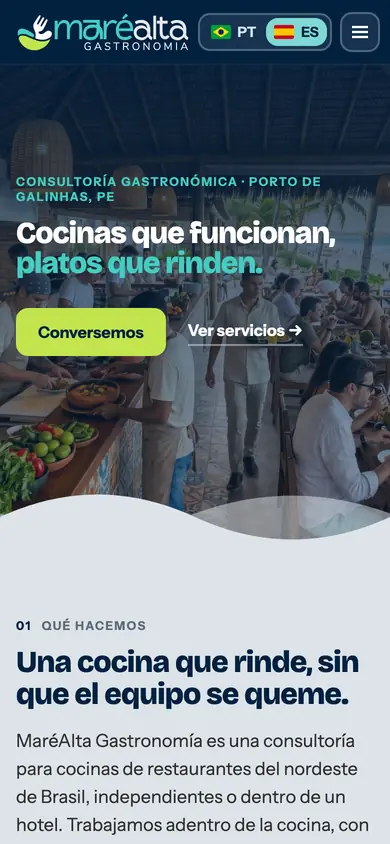 maréalta
GASTRONOMIA
PT
ES
CONSULTORÍA GASTRONÓMICA · PORTO DE
GALINHAS, PE
Cocinas que funcionan,
platos que rinden.
Conversemos
Ver servicios →
01 QUÉ HACEMOS
Una cocina que rinde, sin
que el equipo se queme.
MaréAlta Gastronomía es una consultoría
para cocinas de restaurantes del nordeste
de Brasil, independientes o dentro de un
hotel. Trabajamos adentro de la cocina, con